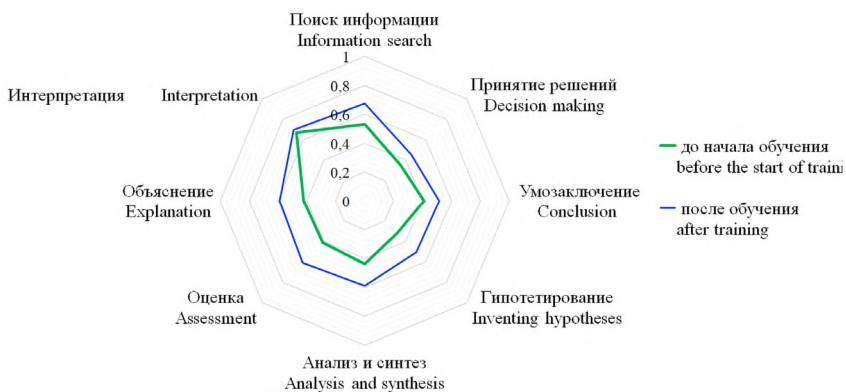 Поиск информации
Information search
1
0,8
0,6
0,4
0,2
0
Принятие решений
Decision making
Умозаключение
Conclusion
Гипотетирование
Inventing hypotheses
Анализ и синтез
Analysis and synthesis
Оценка
Assessment
Объяснение
Explanation
Интерпретация Interpretation
до начала обучения
before the start of traini
после обучения
after training